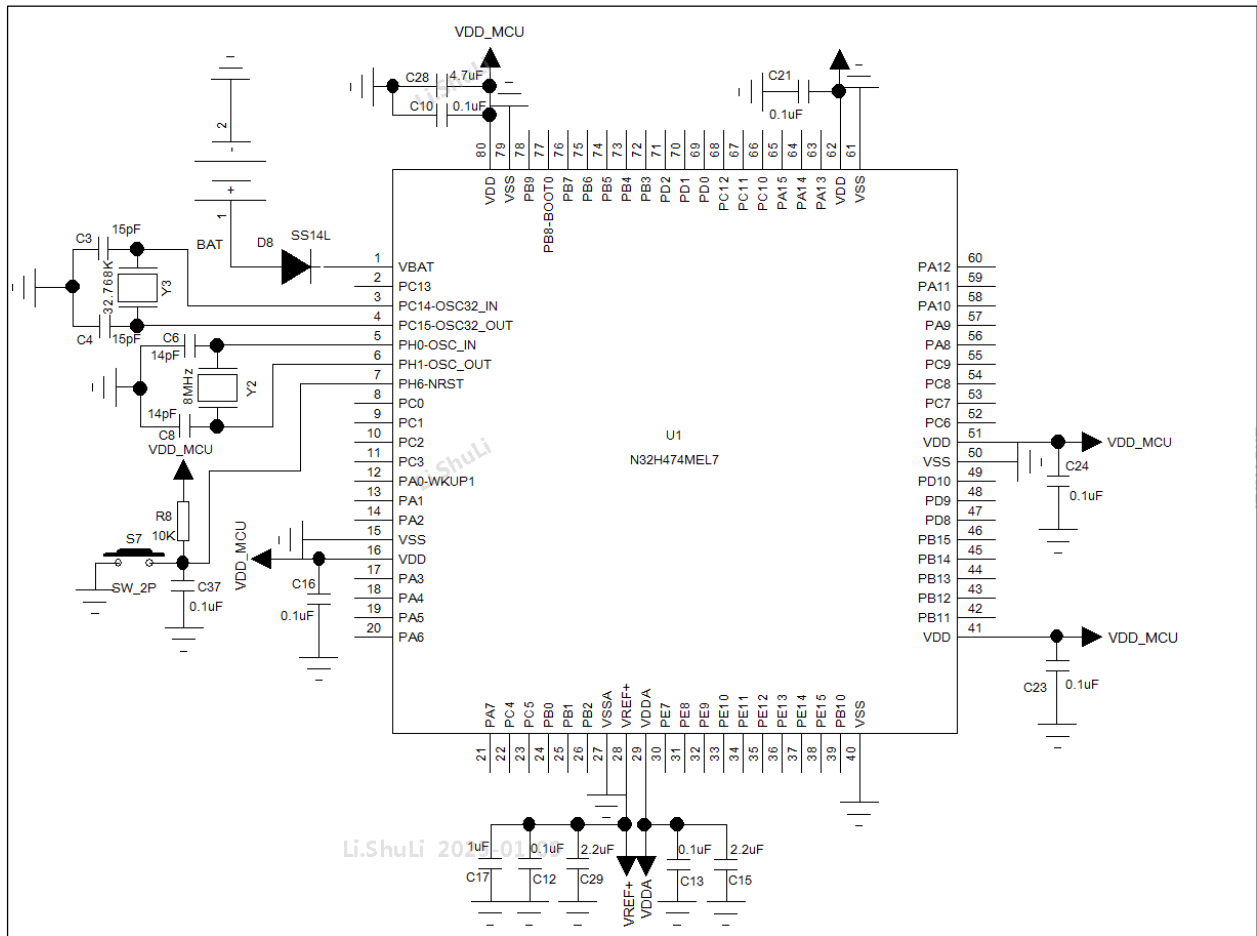 VDD_MCU
C28
4.7uF
C10
0.1uF
C21
0.1uF
Li.ShuLi
2
-
+
1
BAT
D8
SS14L
80
79
78
77
76
75
74
73
72
71
70
69
68
67
66
65
64
63
62
61
VDD
VSS
PB9
PB8-BOOT0
PB7
PB6
PB5
PB4
PB3
PD2
PD1
PD0
PC12
PC11
PC10
PA15
PA14
PA13
VDD
VSS
C3
15pF
32.768K
Y3
C4
15pF
C6
14pF
8MHz
Y2
14pF
C8
VDD_MCU
R8
10K
S7
SW_2P
C37
0.1uF
VDD_MCU
C16
0.1uF
1 VBAT
2 PC13
3 PC14-OSC32_IN
4 PC15-OSC32_OUT
5 PH0-OSC_IN
6 PH1-OSC_OUT
7 PH6-NRST
8 PC0
9 PC1
10 PC2
11 PC3
12 PA0-WKUP1
13 PA1
14 PA2
15 VSS
16 VDD
17 PA3
18 PA4
19 PA5
20 PA6
U1
N32H474MEL7
Li.ShuLi
PA12 60
PA11 59
PA10 58
PA9 57
PA8 56
PC9 55
PC8 54
PC7 53
PC6 52
VDD 51
VSS 50
PD10 49
PD9 48
PD8 47
PB15 46
PB14 45
PB13 44
PB12 43
PB11 42
VDD 41
VDD_MCU
C24
0.1uF
VDD_MCU
C23
0.1uF
PA7
PC4
PC5
PB0
PB1
PB2
VSSA
VREF+
VDDA
PE7
PE8
PE9
PE10
PE11
PE12
PE13
PE14
PE15
PB10
VSS
21
22
23
24
25
26
27
28
29
30
31
32
33
34
35
36
37
38
39
40
1uF
C17
0.1uF
C12
2.2uF
C29
VREF+
VDDA
0.1uF
C13
2.2uF
C15
Li.ShuLi